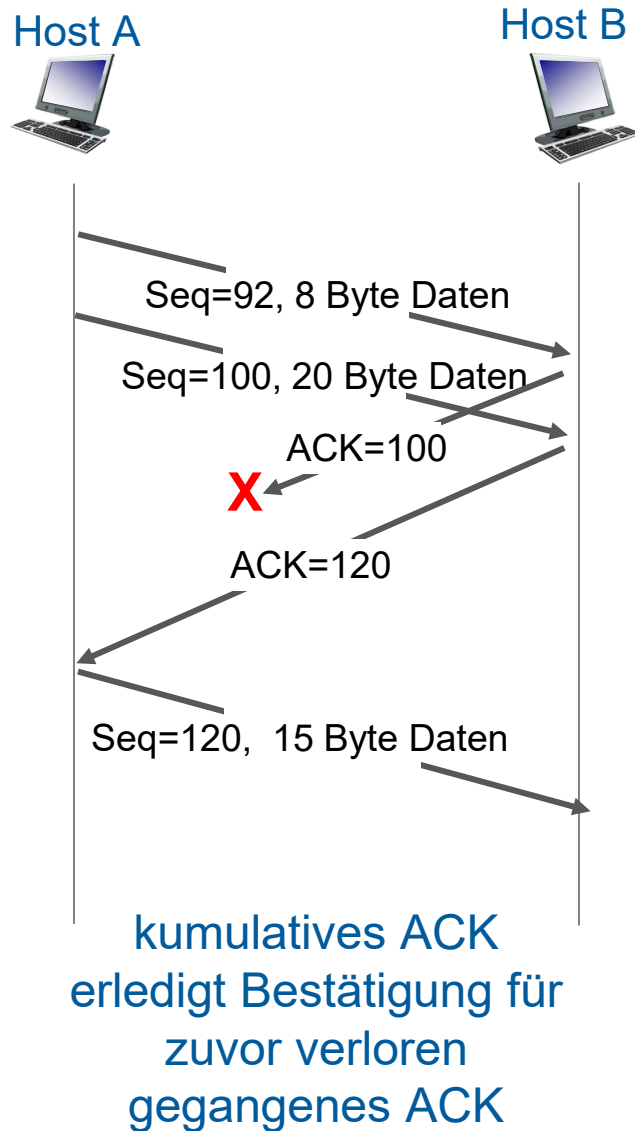 Host A
Host B
Seq=92, 8 Byte Daten
Seq=100, 20 Byte Daten
ACK=100
X
ACK=120
Seq=120, 15 Byte Daten
kumulatives ACK
erledigt Bestätigung für
zuvor verloren
gegangenes ACK